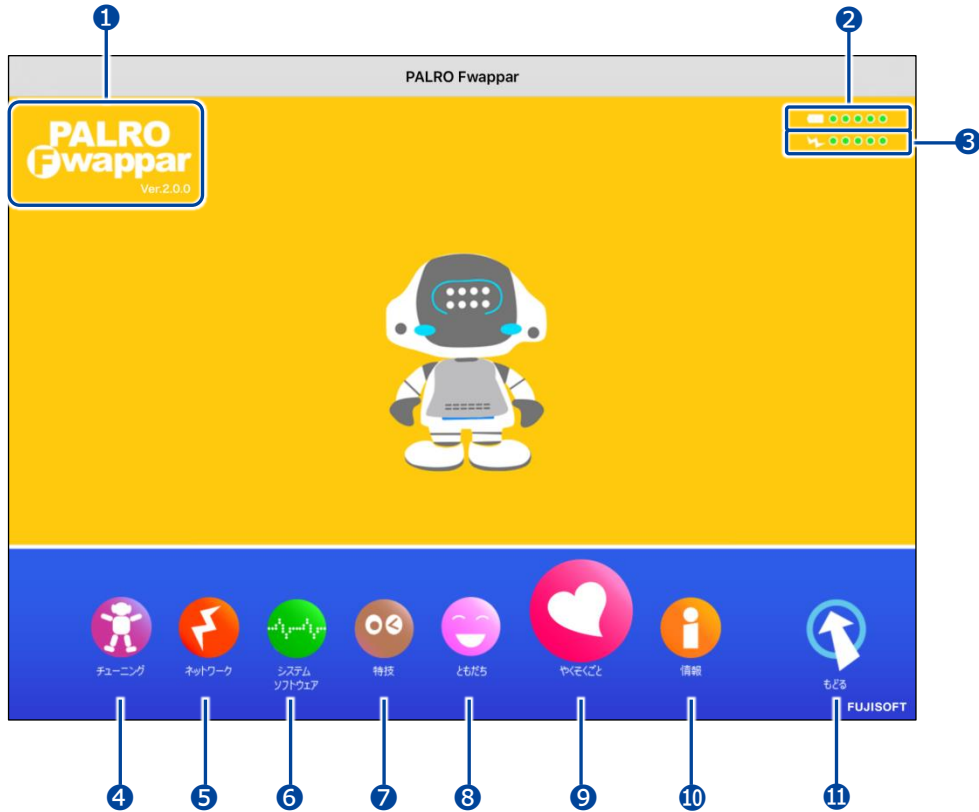 1
2
PALRO Fwappar
PALRO
Fwappar
Ver.2.0.0
3
チューニング
ネットワーク
システム
ソフトウェア
特技
ともだち
やくそくごと
情報
もどる
FUJISOFT
4
5
6
7
8
9
10
11